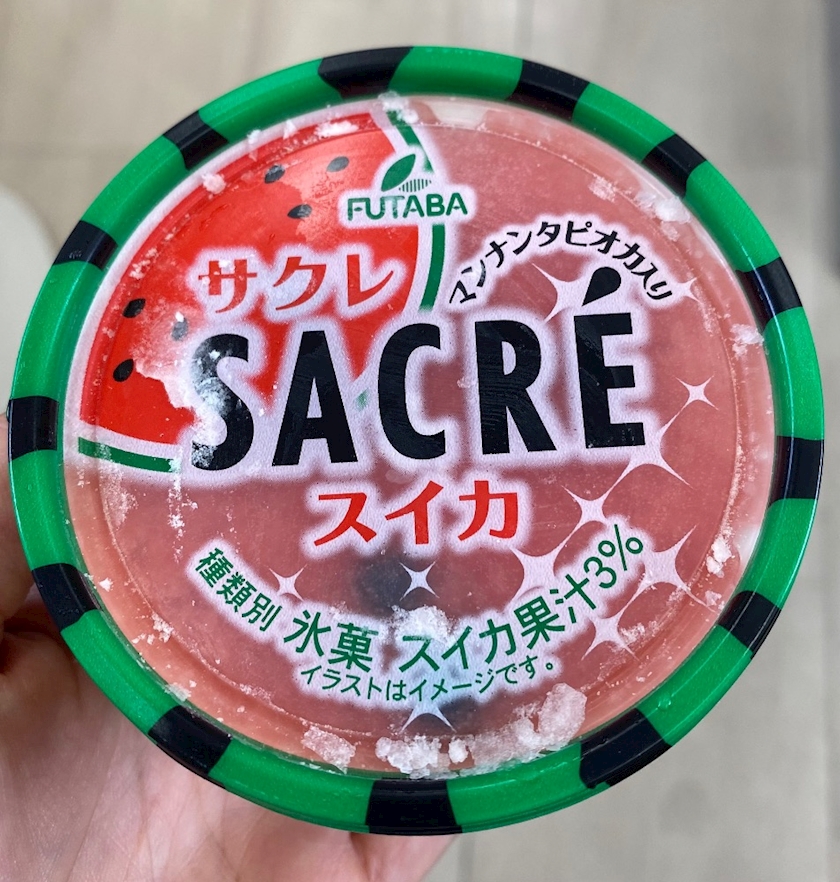 FUTABA
サクレ
マンナンタピオカ入り
SACRÉ
スイカ
種類別 氷菓 スイカ果汁3%
イラストはイメージです。